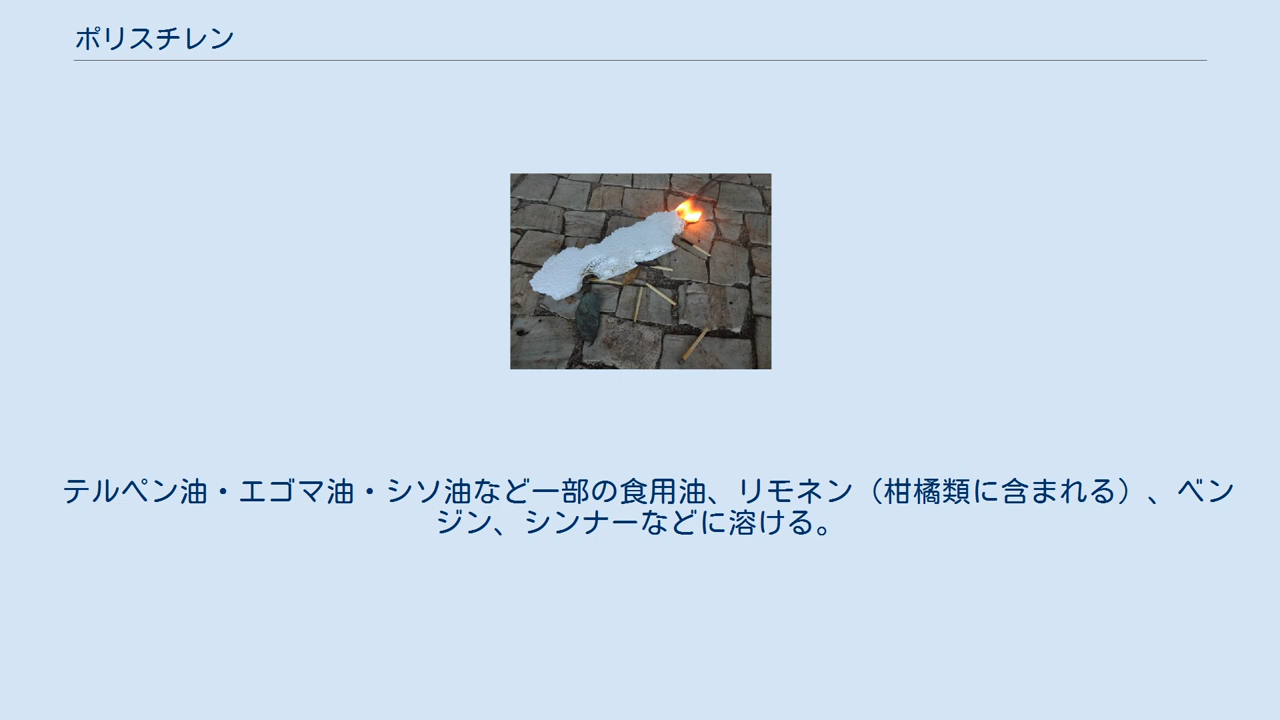 ポリスチレン
テルペン油・エゴマ油・シソ油など一部の食用油、リモネン（柑橘類に含まれる）、ベン
ジン、シンナーなどに溶ける。